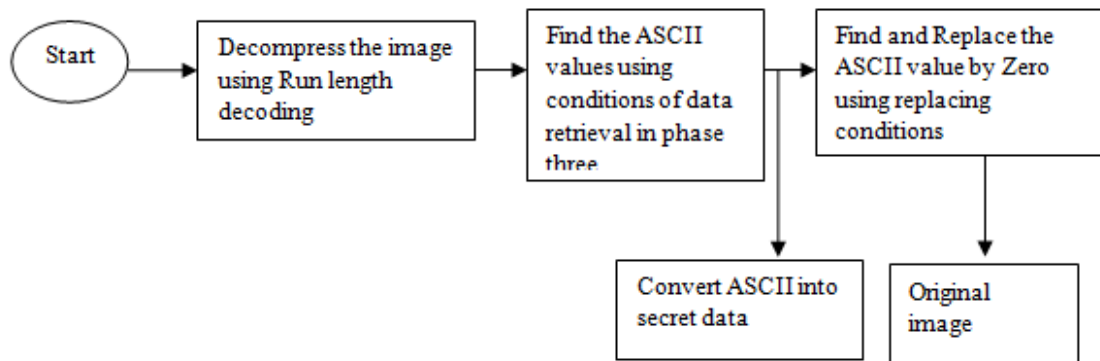 Start
Decompress the image
using Run length
decoding
Find the ASCII
values using
conditions of data
retrieval in phase
three
Find and Replace the
ASCII value by Zero
using replacing
conditions
Convert ASCII into
secret data
Original
image